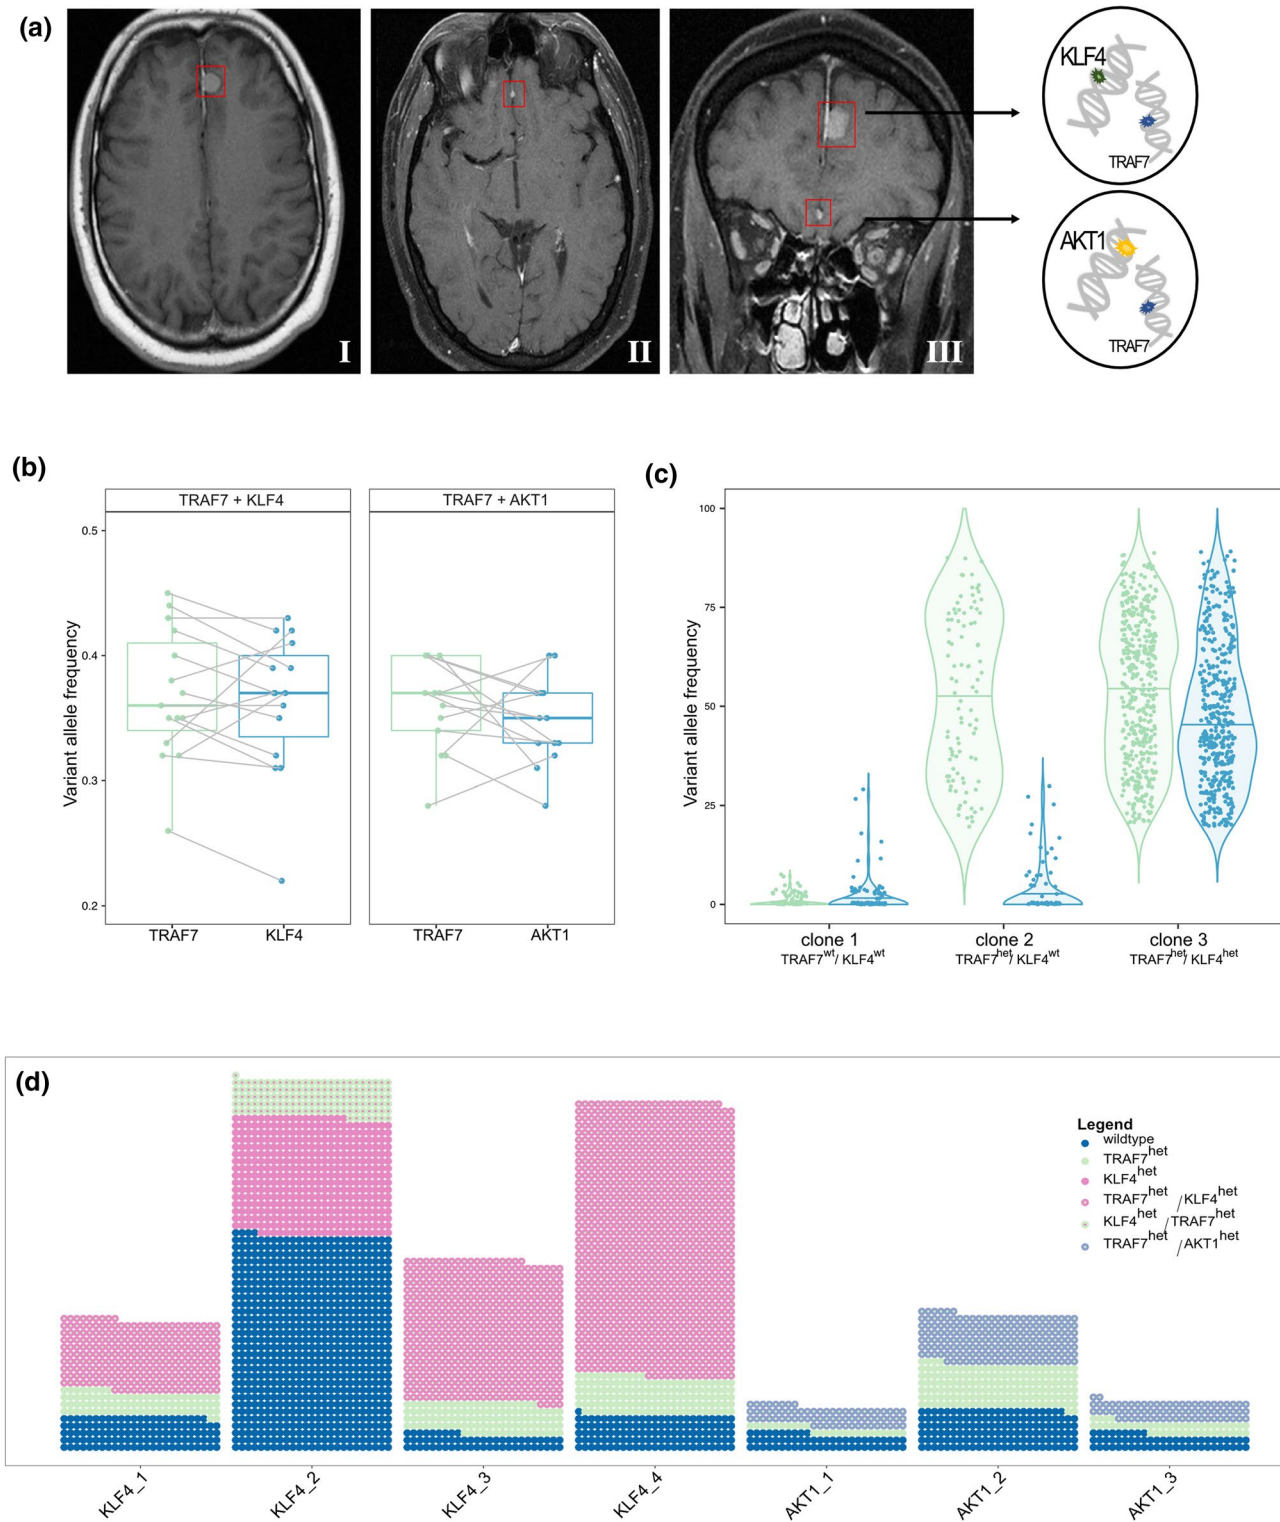 (a)
I
II
III
KLF4
TRAF7
AKT1
TRAF7
(b)
TRAF7 + KLF4
TRAF7 + AKT1
Variant allele frequency
0.5
0.4
0.3
0.2
TRAF7
KLF4
TRAF7
AKT1
(c)
Variant allele frequency
100
75
50
25
0
clone 1
TRAF7wt/ KLF4wt
clone 2
TRAF7het/ KLF4wt
clone 3
TRAF7het/ KLF4het
(d)
Legend
wildtype
TRAF7het
KLF4het
TRAF7het /KLF4het
KLF4het /TRAF7het
TRAF7het /AKT1het
KLF4_1
KLF4_2
KLF4_3
KLF4_4
AKT1_1
AKT1_2
AKT1_3